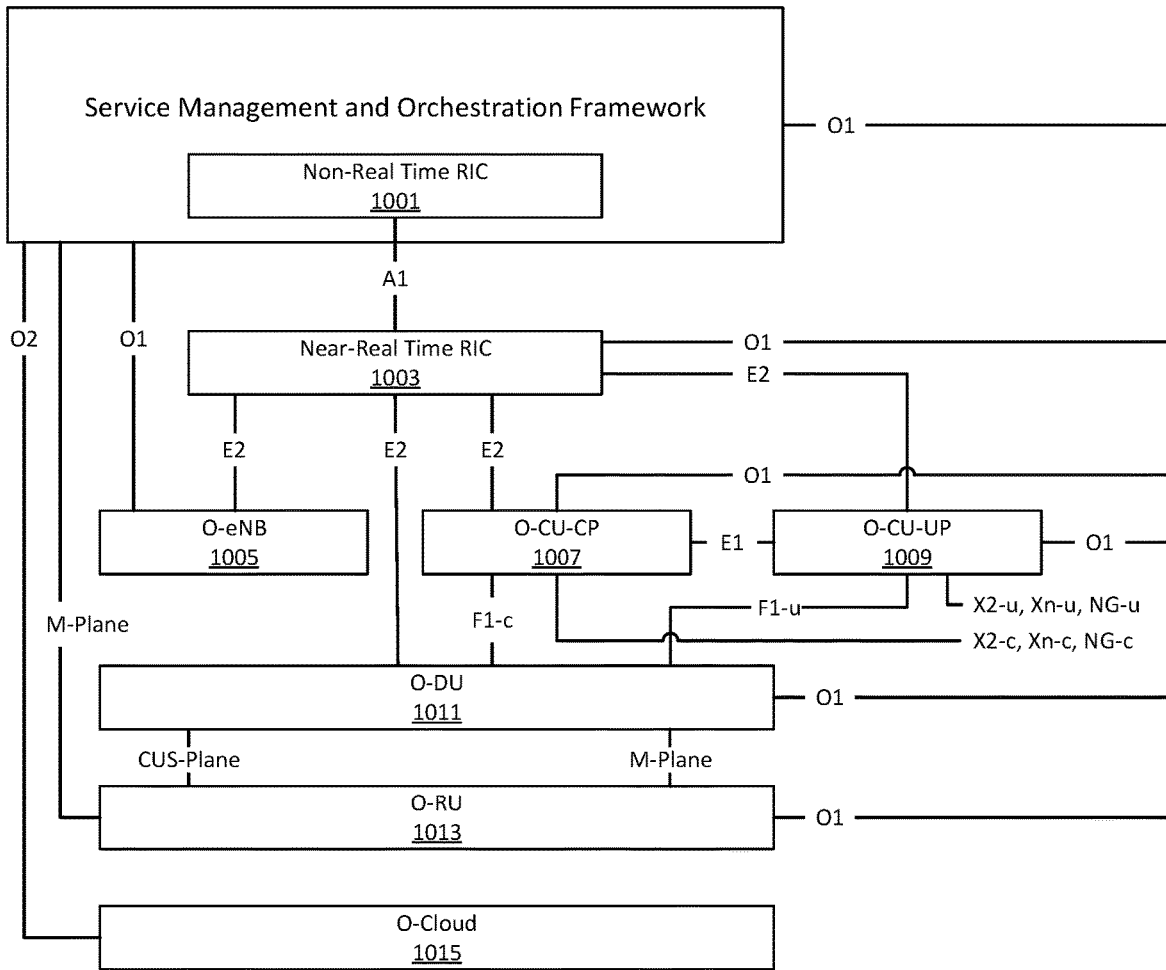 Service Management and Orchestration Framework
O1
Non-Real Time RIC
1001
A1
O2
O1
Near-Real Time RIC
1003
O1
E2
E2
E2
E2
O1
O-eNB
1005
O-CU-CP
1007
E1
O-CU-UP
1009
O1
M-Plane
F1-c
F1-u
X2-u, Xn-u, NG-u
X2-c, Xn-c, NG-c
O-DU
1011
O1
CUS-Plane
M-Plane
O-RU
1013
O1
O-Cloud
1015